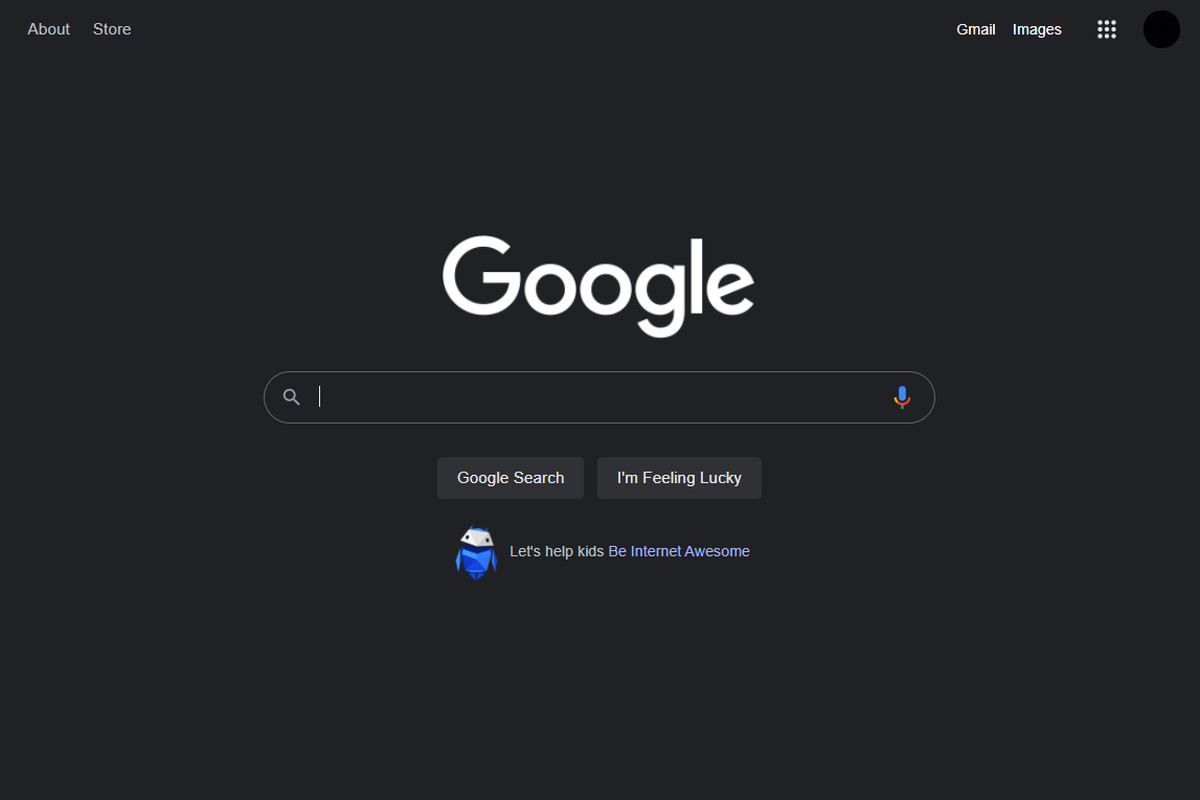 About Store
Gmail Images
Google
Google Search
I'm Feeling Lucky
Let's help kids Be Internet Awesome